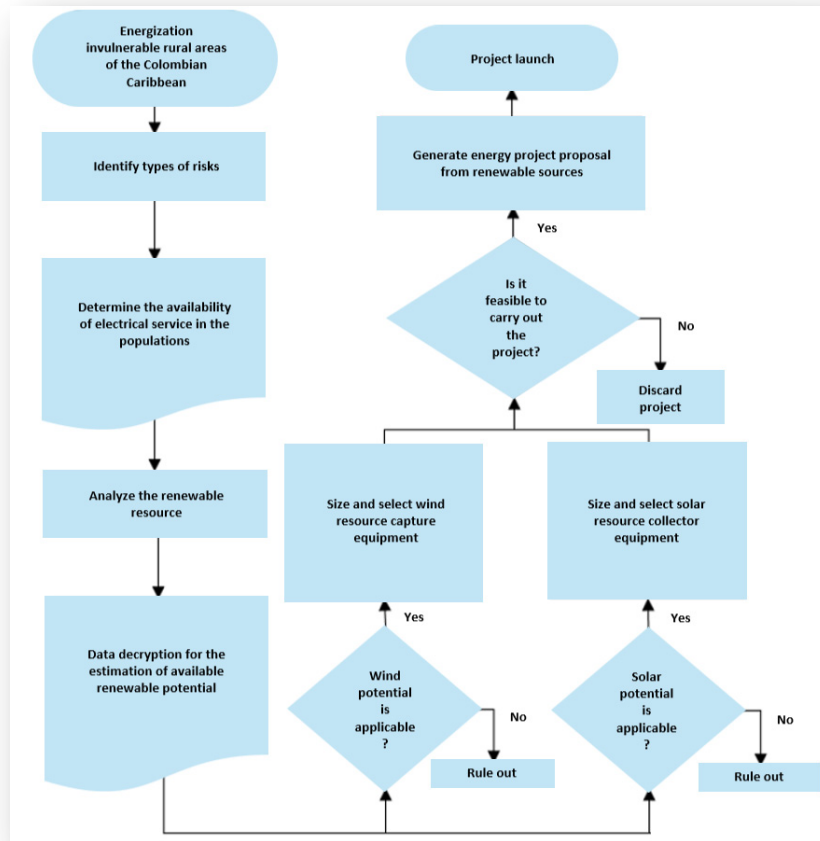 Energization
invulnerable rural areas
of the Colombian
Caribbean
Identify types of risks
Determine the availability
of electrical service in the
populations
Analyze the renewable
resource
Data decryption for the
estimation of available
renewable potential
Project launch
Generate energy project proposal
from renewable sources
Yes
Is it
feasible to
carry out
the
project?
No
Discard
project
Size and select wind
resource capture
equipment
Size and select solar
resource collector
equipment
Yes
Yes
Wind
potential
is
applicable
?
No
Rule out
Solar
potential
is
applicable
?
No
Rule out